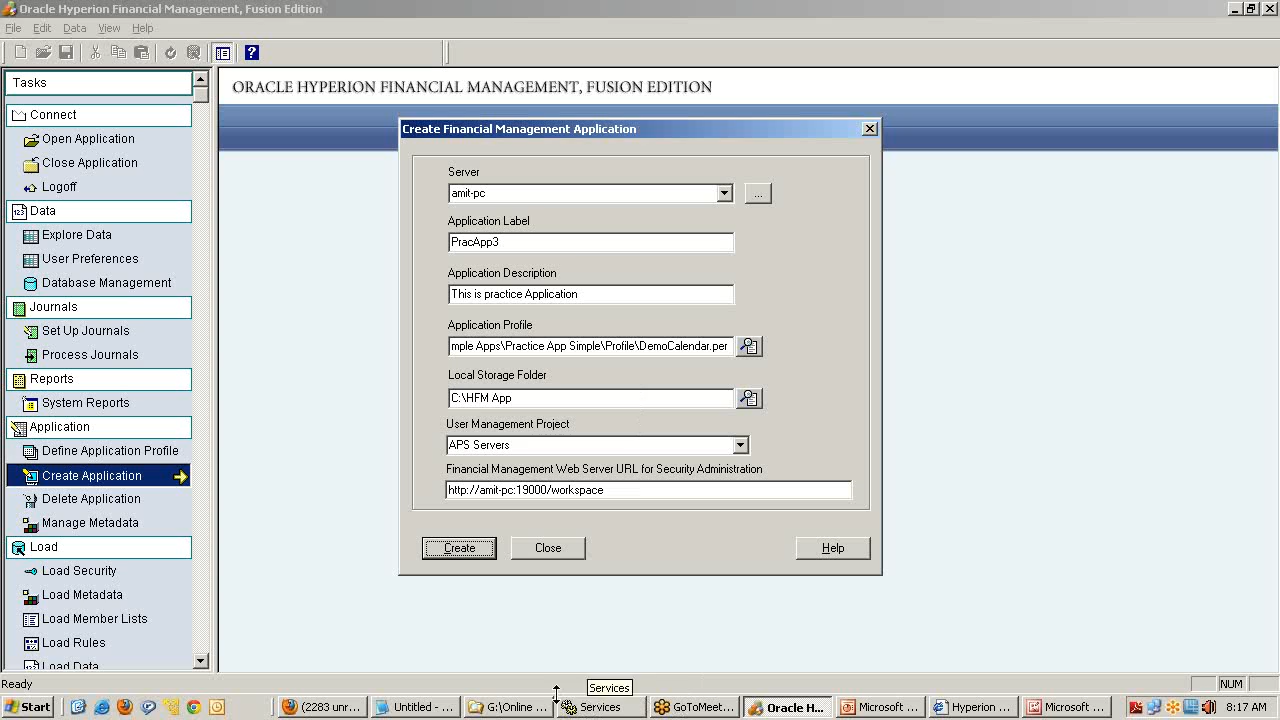 Oracle Hyperion Financial Management, Fusion Edition
File Edit Data View Help
Tasks
Connect
Open Application
Close Application
Logoff
Data
Explore Data
User Preferences
Database Management
Journals
Set Up Journals
Process Journals
Reports
System Reports
Application
Define Application Profile
Create Application
Delete Application
Manage Metadata
Load
Load Security
Load Metadata
Load Member Lists
Load Rules
Load Data
ORACLE HYPERION FINANCIAL MANAGEMENT, FUSION EDITION
Create Financial Management Application
Server
amit-pc
...
Application Label
PracApp3
Application Description
This is practice Application
Application Profile
mple Apps\Practice App Simple\Profile\DemoCalendar.per
Local Storage Folder
C:\HFM App
User Management Project
APS Servers
Financial Management Web Server URL for Security Administration
http://amit-pc:19000/workspace
Create Close Help
Ready
NUM
Services
Start (2283 unr... Untitled - ... G:\Online ... Services GoToMeet... Oracle H... Microsoft ... Hyperion ... Microsoft ... 8:17 AM